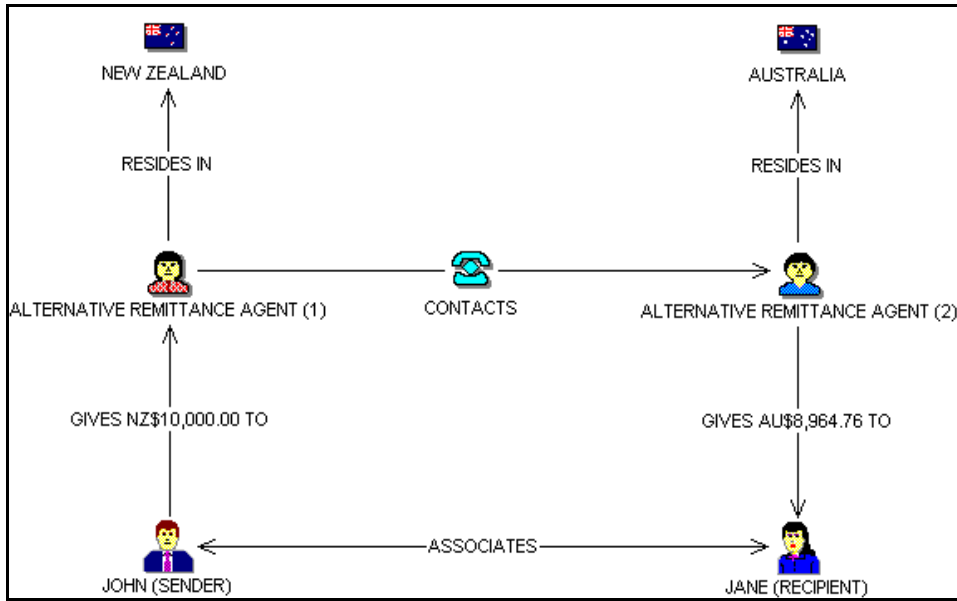 NEW ZEALAND
AUSTRALIA
RESIDES IN
RESIDES IN
ALTERNATIVE REMITTANCE AGENT (1)
CONTACTS
ALTERNATIVE REMITTANCE AGENT (2)
GIVES NZ$10,000.00 TO
GIVES AU$8,964.76 TO
ASSOCIATES
JOHN (SENDER)
JANE (RECIPIENT)